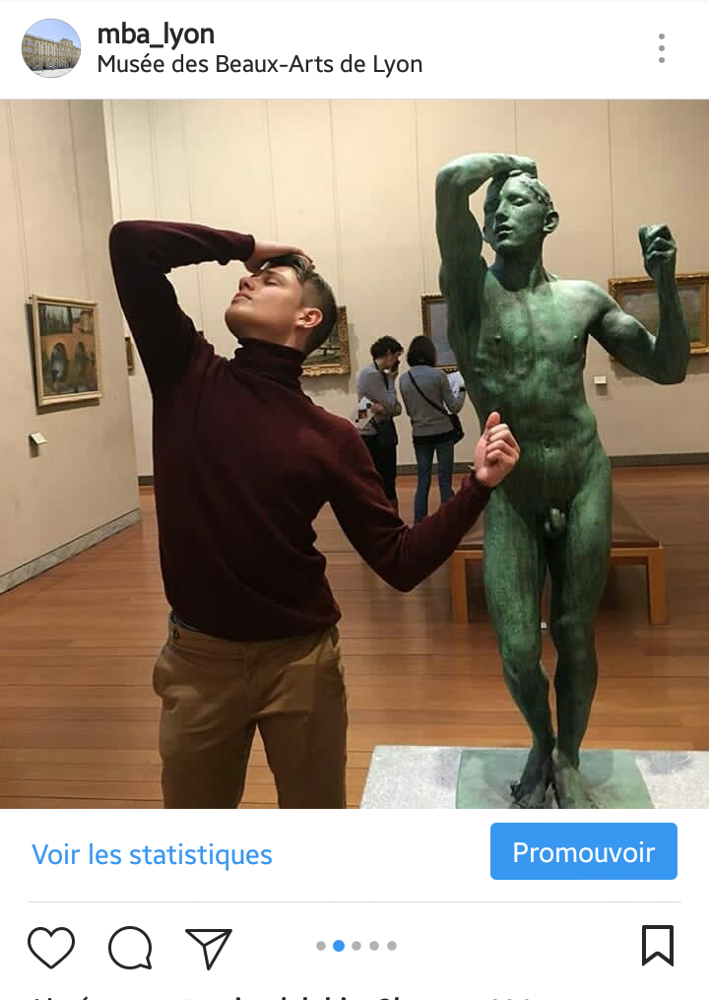 mba_lyon
Musée des Beaux-Arts de Lyon
Voir les statistiques
Promouvoir